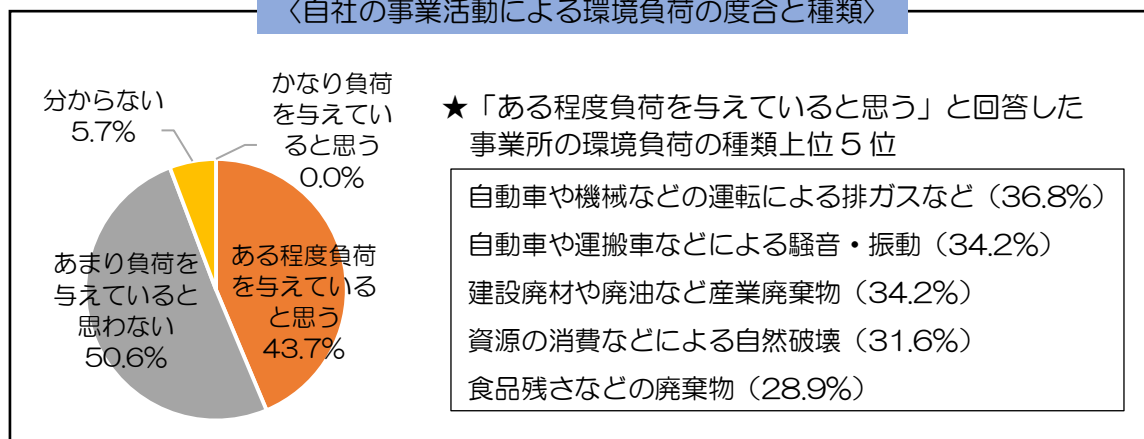 〈自社の事業活動による環境負荷の度合と種類〉
分からない
5.7%
かなり負荷
を与えてい
ると思う
0.0%
あまり負荷を
与えていると
思わない
50.6%
ある程度負荷
を与えている
と思う
43.7%
★「ある程度負荷を与えていると思う」と回答した
事業所の環境負荷の種類上位5位
自動車や機械などの運転による排ガスなど（36.8%）
自動車や運搬車などによる騒音・振動（34.2%）
建設廃材や廃油など産業廃棄物（34.2%）
資源の消費などによる自然破壊（31.6%）
食品残さなどの廃棄物（28.9%）